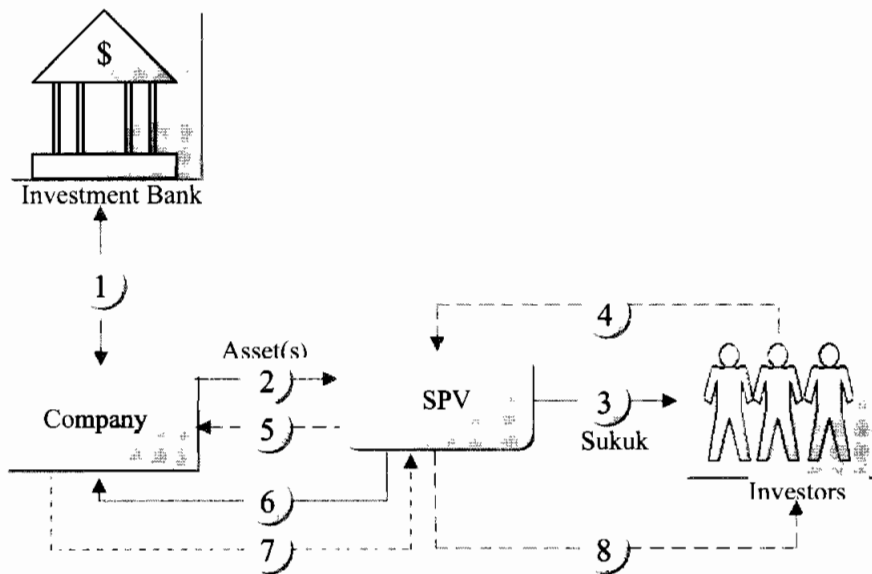 $
Investment Bank
1
4
Asset(s)
2
3
Company
SPV
5
Sukuk
6
Investors
7
8